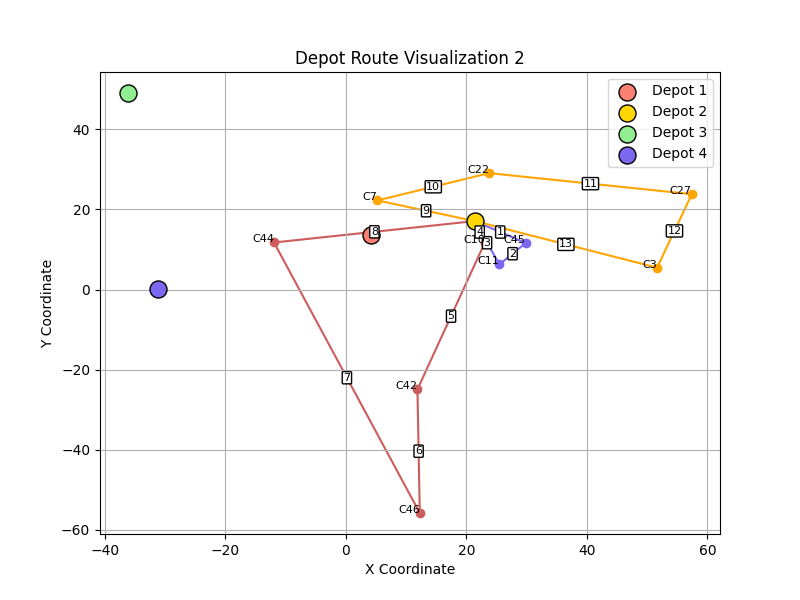 Depot Route Visualization 2
Depot 1
Depot 2
Depot 3
Depot 4
Y Coordinate
40
20
0
−20
−40
−60
C22
C27
C7
C44
C45
C11
C3
C42
C46
10
11
9
12
8
4
1
3
13
2
5
7
6
−40
−20
0
20
40
60
X Coordinate